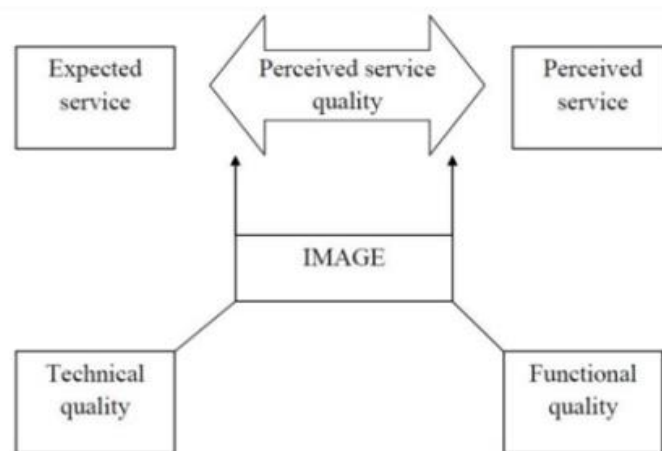 Expected
service
Perceived service
quality
Perceived
service
IMAGE
Technical
quality
Functional
quality